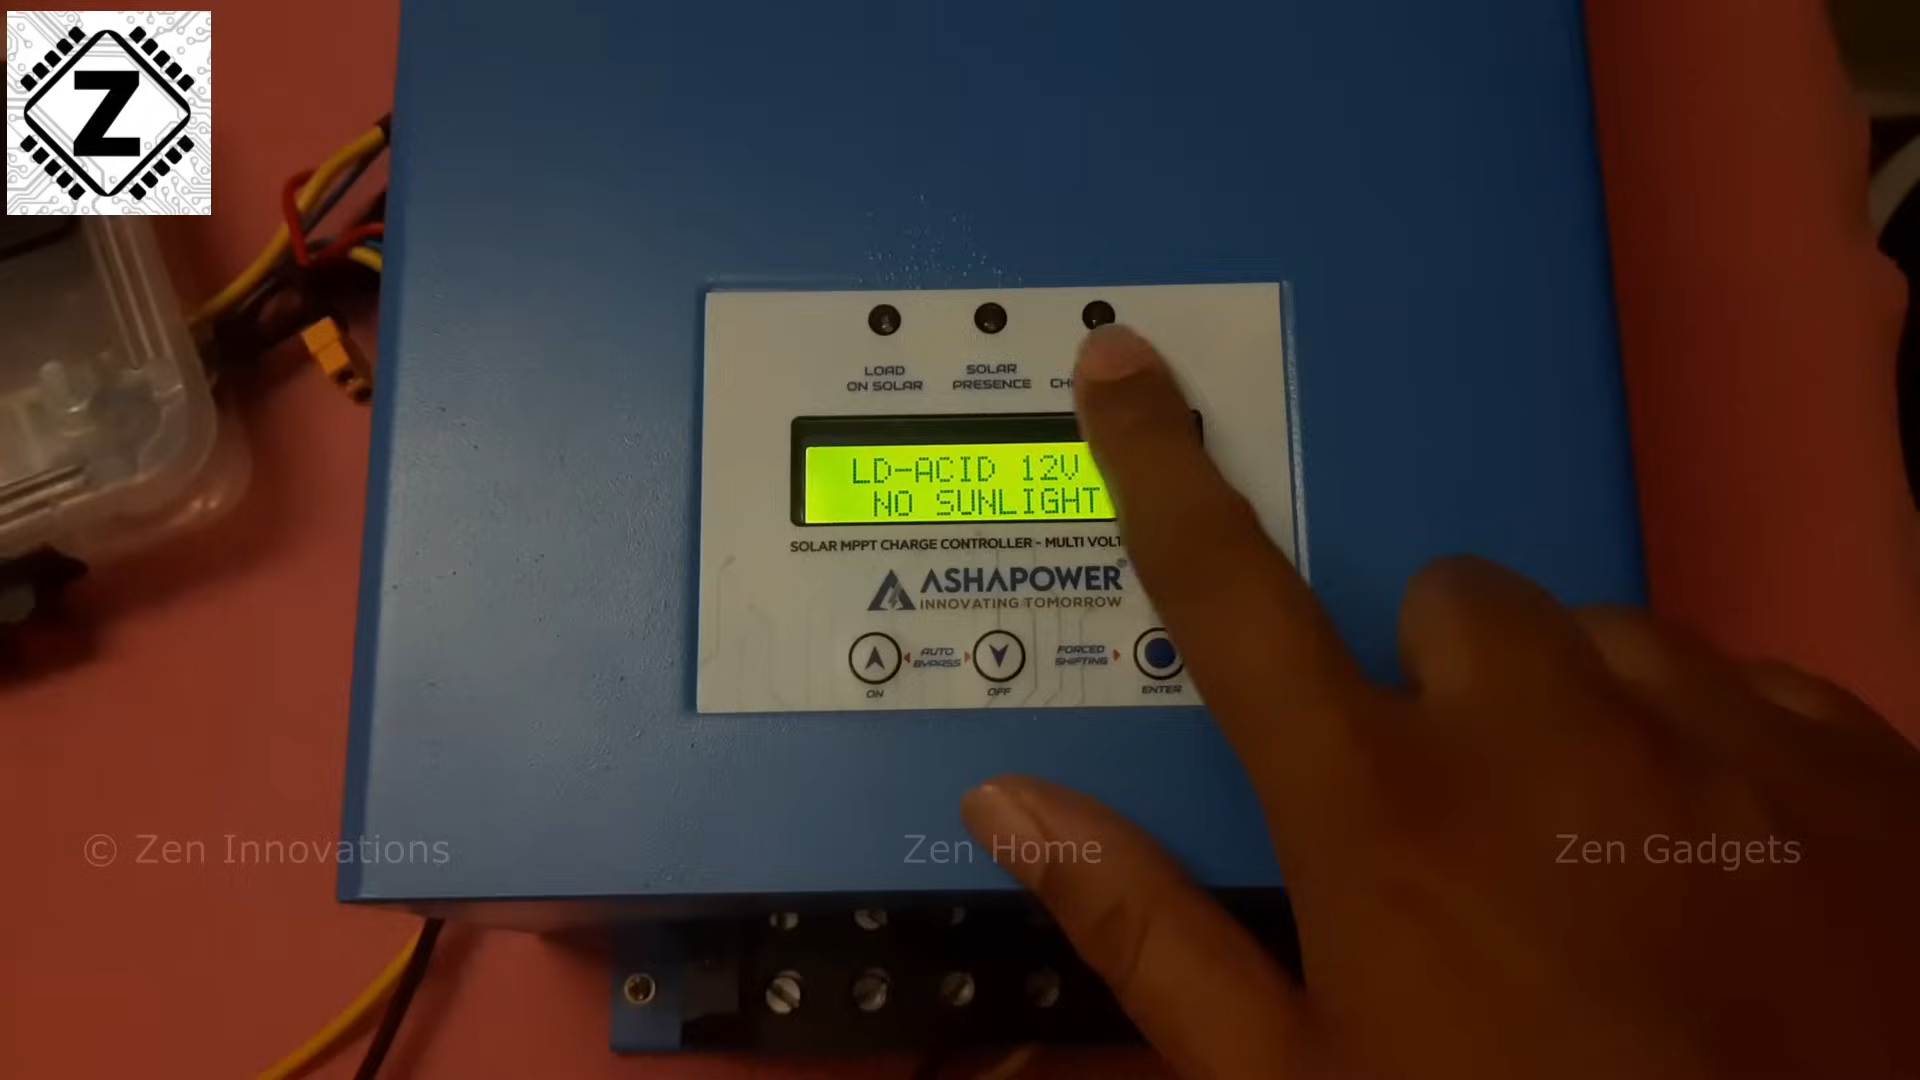 Z
LOAD
ON SOLAR
SOLAR
PRESENCE
LD-ACID 12V
NO SUNLIGHT
SOLAR MPPT CHARGE CONTROLLER - MULTI
ASHAPOWER®
INNOVATING TOMORROW
AUTO
BYPASS
FORCED
SHIFTING
ON
OFF
ENTER
© Zen Innovations
Zen Home
Zen Gadgets